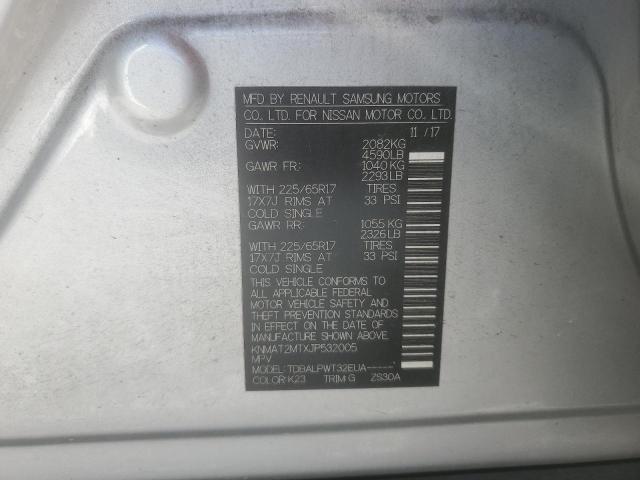 MFD BY RENAULT SAMSUNG MOTORS
CO. LTD. FOR NISSAN MOTOR CO. LTD.
DATE: 11 / 17
GVWR: 2082KG
4590LB
GAWR FR: 1040 KG
2293LB
WITH 225/65R17 TIRES
17X7J RIMS AT 33 PSI
COLD SINGLE
GAWR RR: 1055 KG
2326LB
WITH 225/65R17 TIRES
17X7J RIMS AT 33 PSI
COLD SINGLE
THIS VEHICLE CONFORMS TO
ALL APPLICABLE FEDERAL
MOTOR VEHICLE SAFETY AND
THEFT PREVENTION STANDARDS
IN EFFECT ON THE DATE OF
MANUFACTURE SHOWN ABOVE.
KNMAT2MTXJP532005
MPV
MODEL: TDBALPWT32EUA-----
COLOR: K23 TRIM: G ZS30A